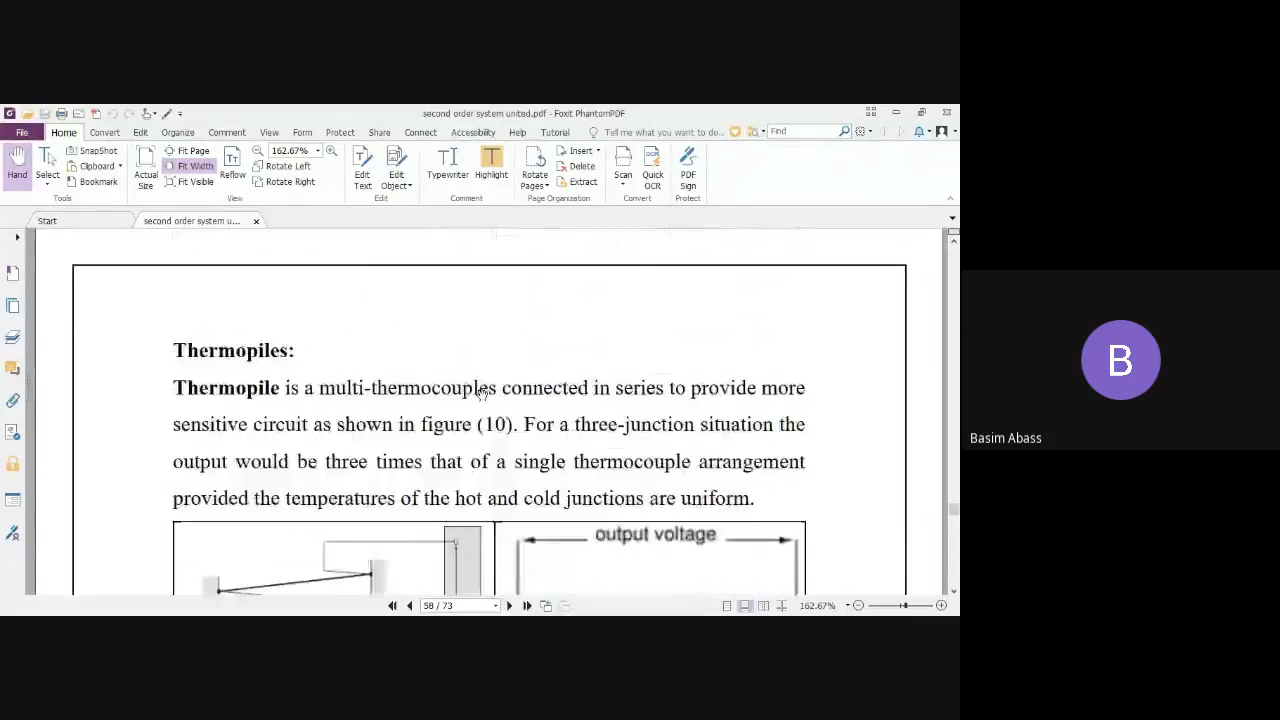 second order system united.pdf - Foxit PhantomPDF
File Home Convert Edit Organize Comment View Form Protect Share Connect Accessibility Help Tutorial Tell me what you want to do.. Find
Hand
Select
SnapShot
Clipboard
Bookmark
Tools
Actual Size
Fit Page
Fit Width
Fit Visible
Reflow
162.67%
Rotate Left
Rotate Right
View
Edit Text
Edit Object
Edit
Typewriter
Highlight
Comment
Rotate Pages
Insert
Delete
Extract
Page Organization
Scan
Quick OCR
Convert
PDF Sign
Protect
Start
second order system u...
Thermopiles:
Thermopile is a multi-thermocouples connected in series to provide more
sensitive circuit as shown in figure (10). For a three-junction situation the
output would be three times that of a single thermocouple arrangement
provided the temperatures of the hot and cold junctions are uniform.
output voltage
58 / 73
162.67%
B
Basim Abass